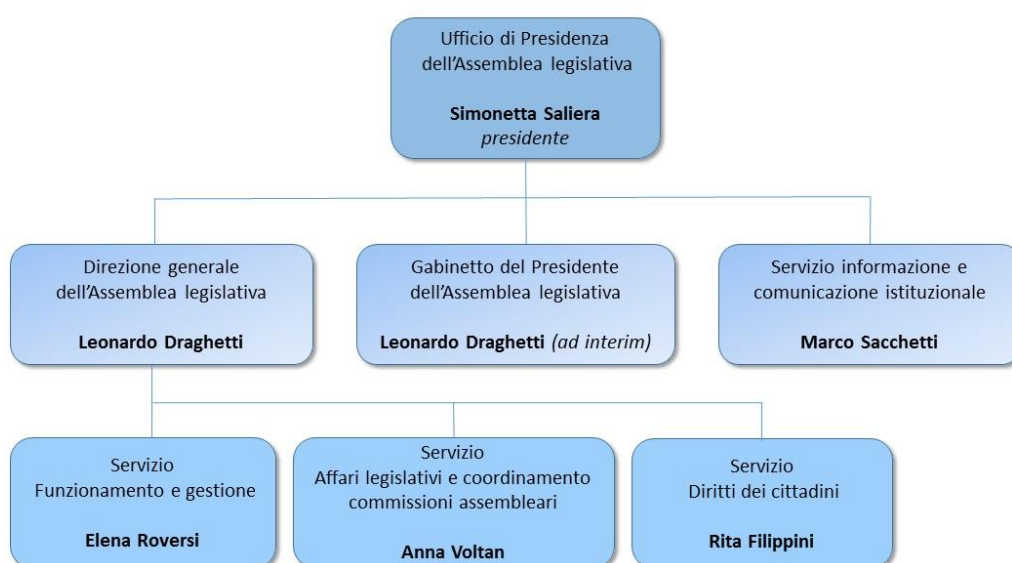 Ufficio di Presidenza
dell'Assemblea legislativa
Simonetta Saliera
presidente
Direzione generale
dell'Assemblea legislativa
Leonardo Draghetti
Gabinetto del Presidente
dell'Assemblea legislativa
Leonardo Draghetti (ad interim)
Servizio informazione e
comunicazione istituzionale
Marco Sacchetti
Servizio
Funzionamento e gestione
Elena Roversi
Servizio
Affari legislativi e coordinamento
commissioni assembleari
Anna Voltan
Servizio
Diritti dei cittadini
Rita Filippini